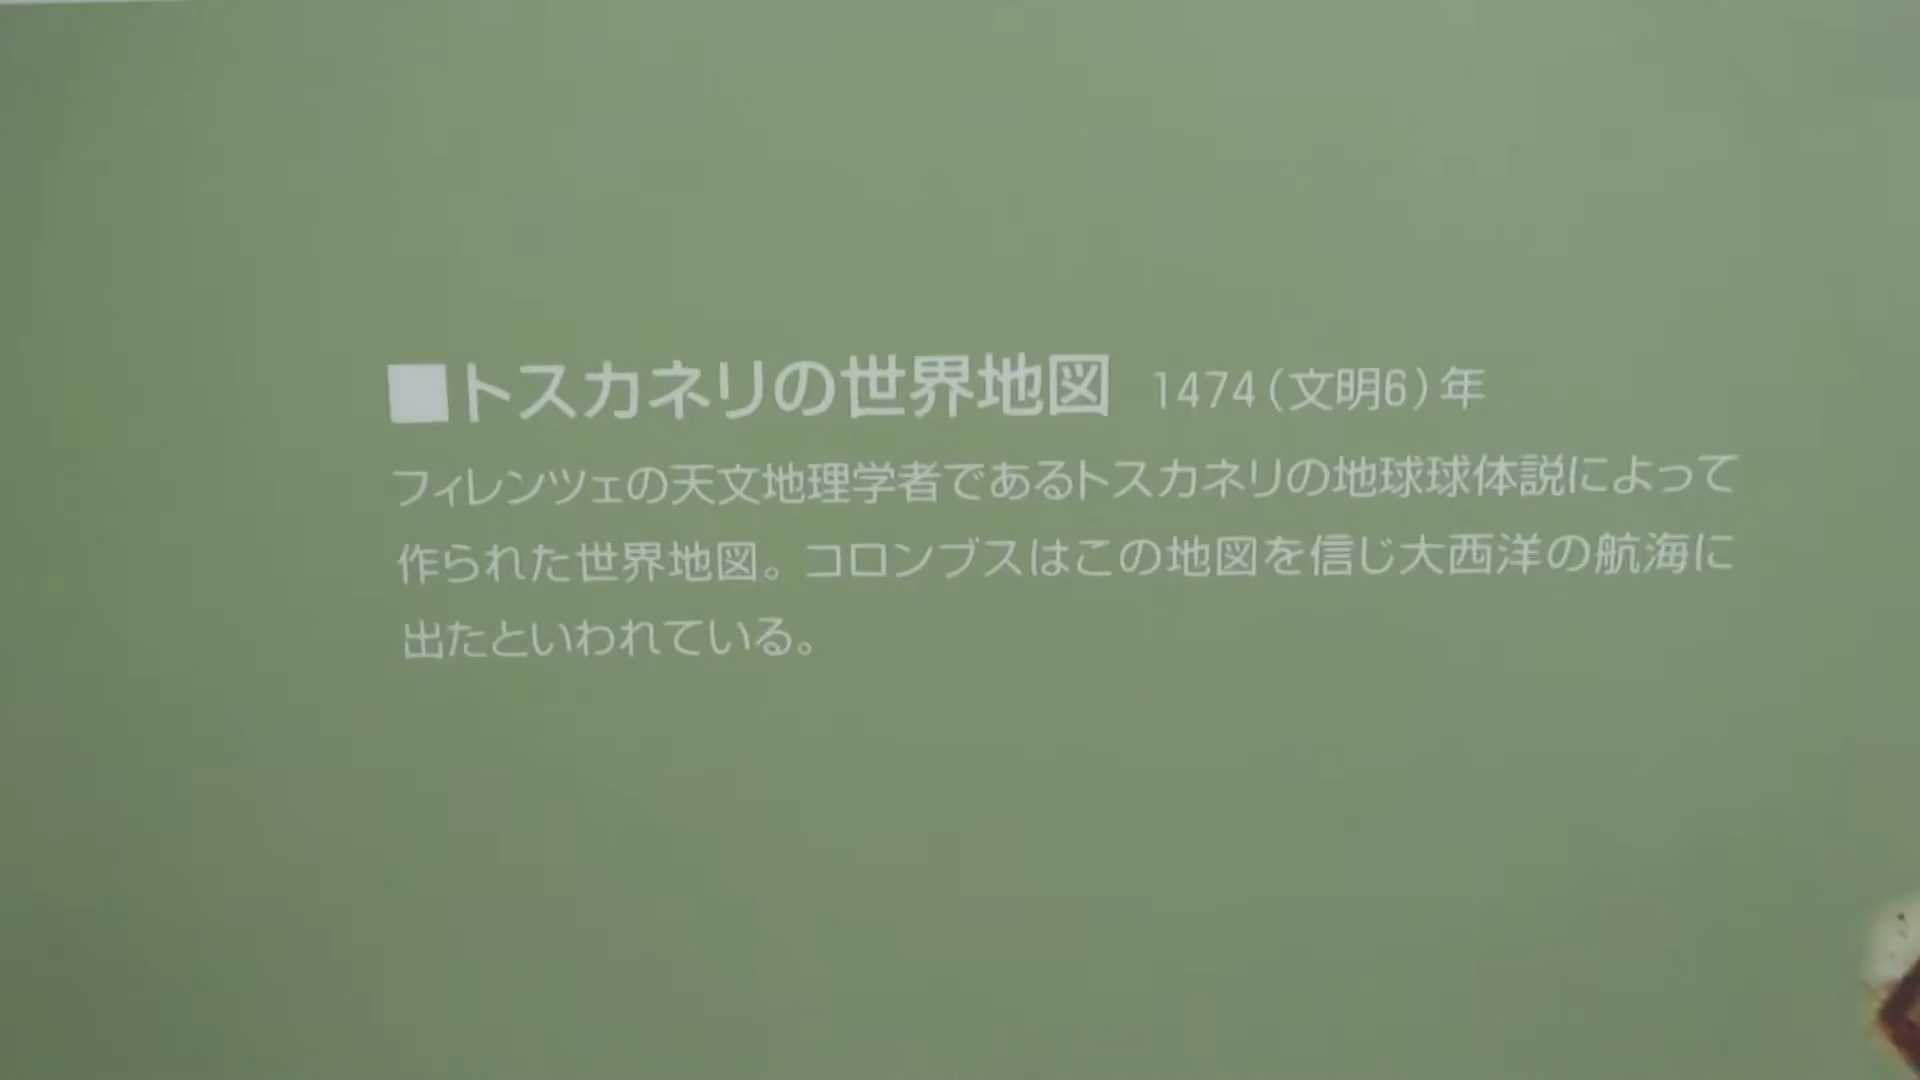 ■トスカネリの世界地図 1474(文明6)年
フィレンツェの天文地理学者であるトスカネリの地球球体説によって
作られた世界地図。コロンブスはこの地図を信じ大西洋の航海に
出たといわれている。